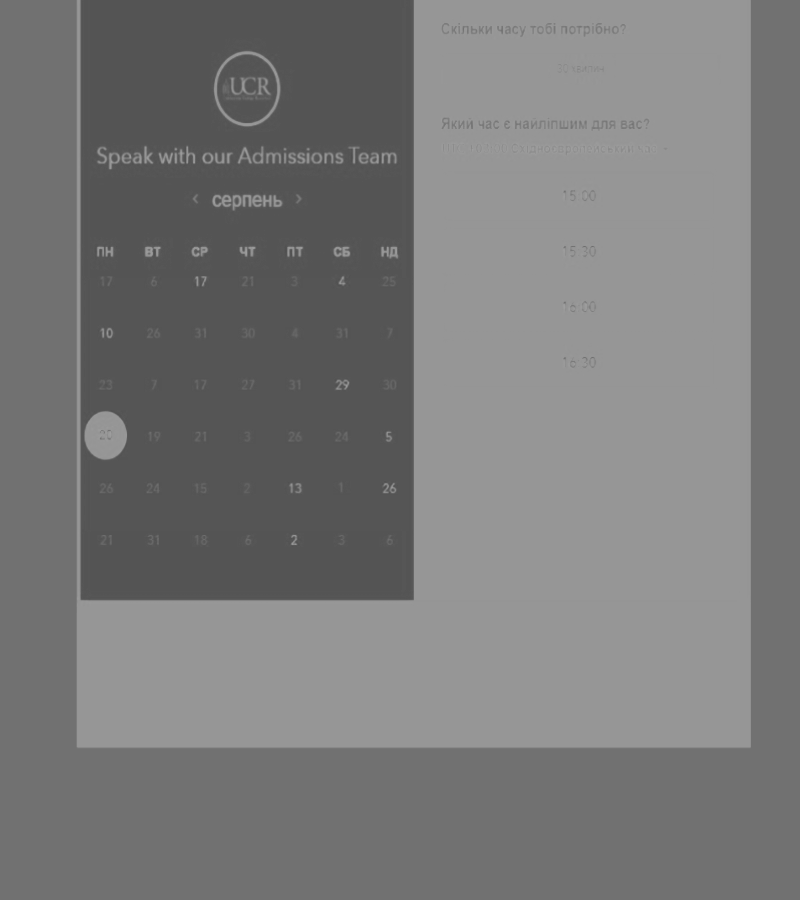 UCR
Speak with our Admissions Team
‹ серпень ›
ПН ВТ СР ЧТ ПТ СБ НД
17 6 17 21 3 4 25
10 26 31 30 4 31 7
23 7 17 27 31 29 30
20 19 21 3 26 24 5
26 24 15 2 13 1 26
21 31 18 6 2 3 6
Скільки часу тобі потрібно?
30 хвилин
Який час є найліпшим для вас?
15:00
15:30
16:00
16:30